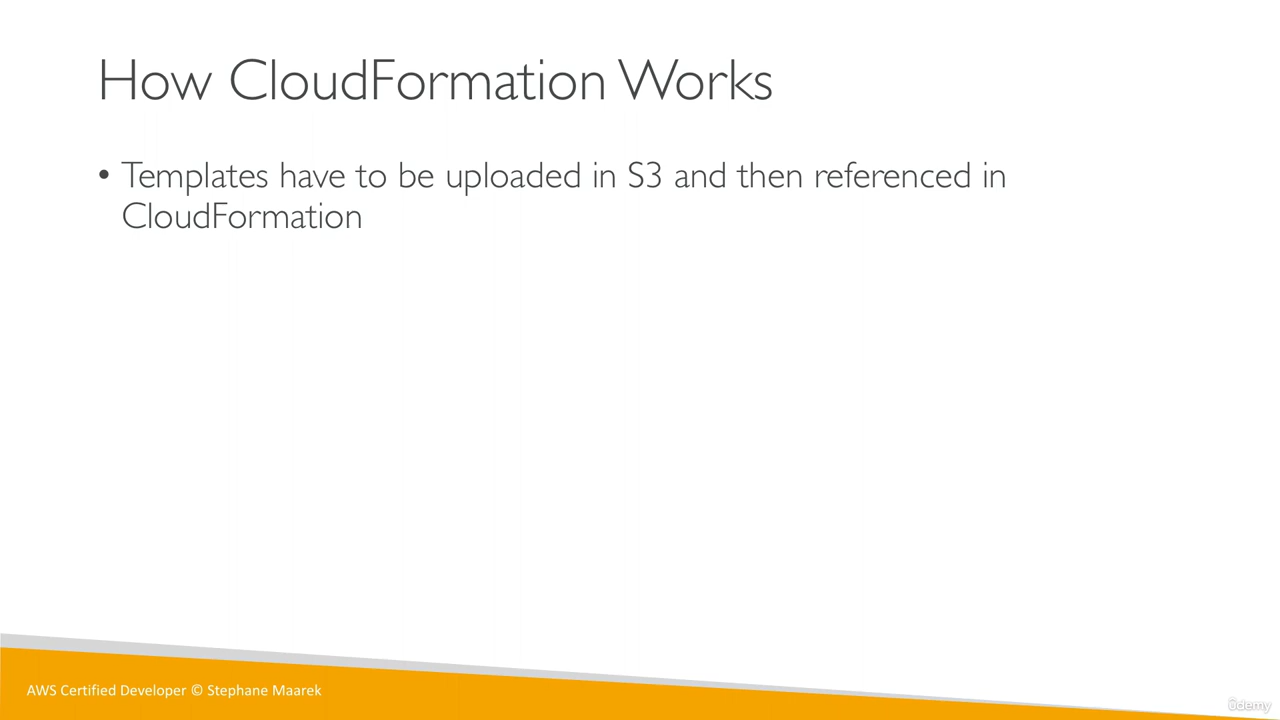 How CloudFormation Works
• Templates have to be uploaded in S3 and then referenced in
CloudFormation
AWS Certified Developer © Stephane Maarek
ûdemy